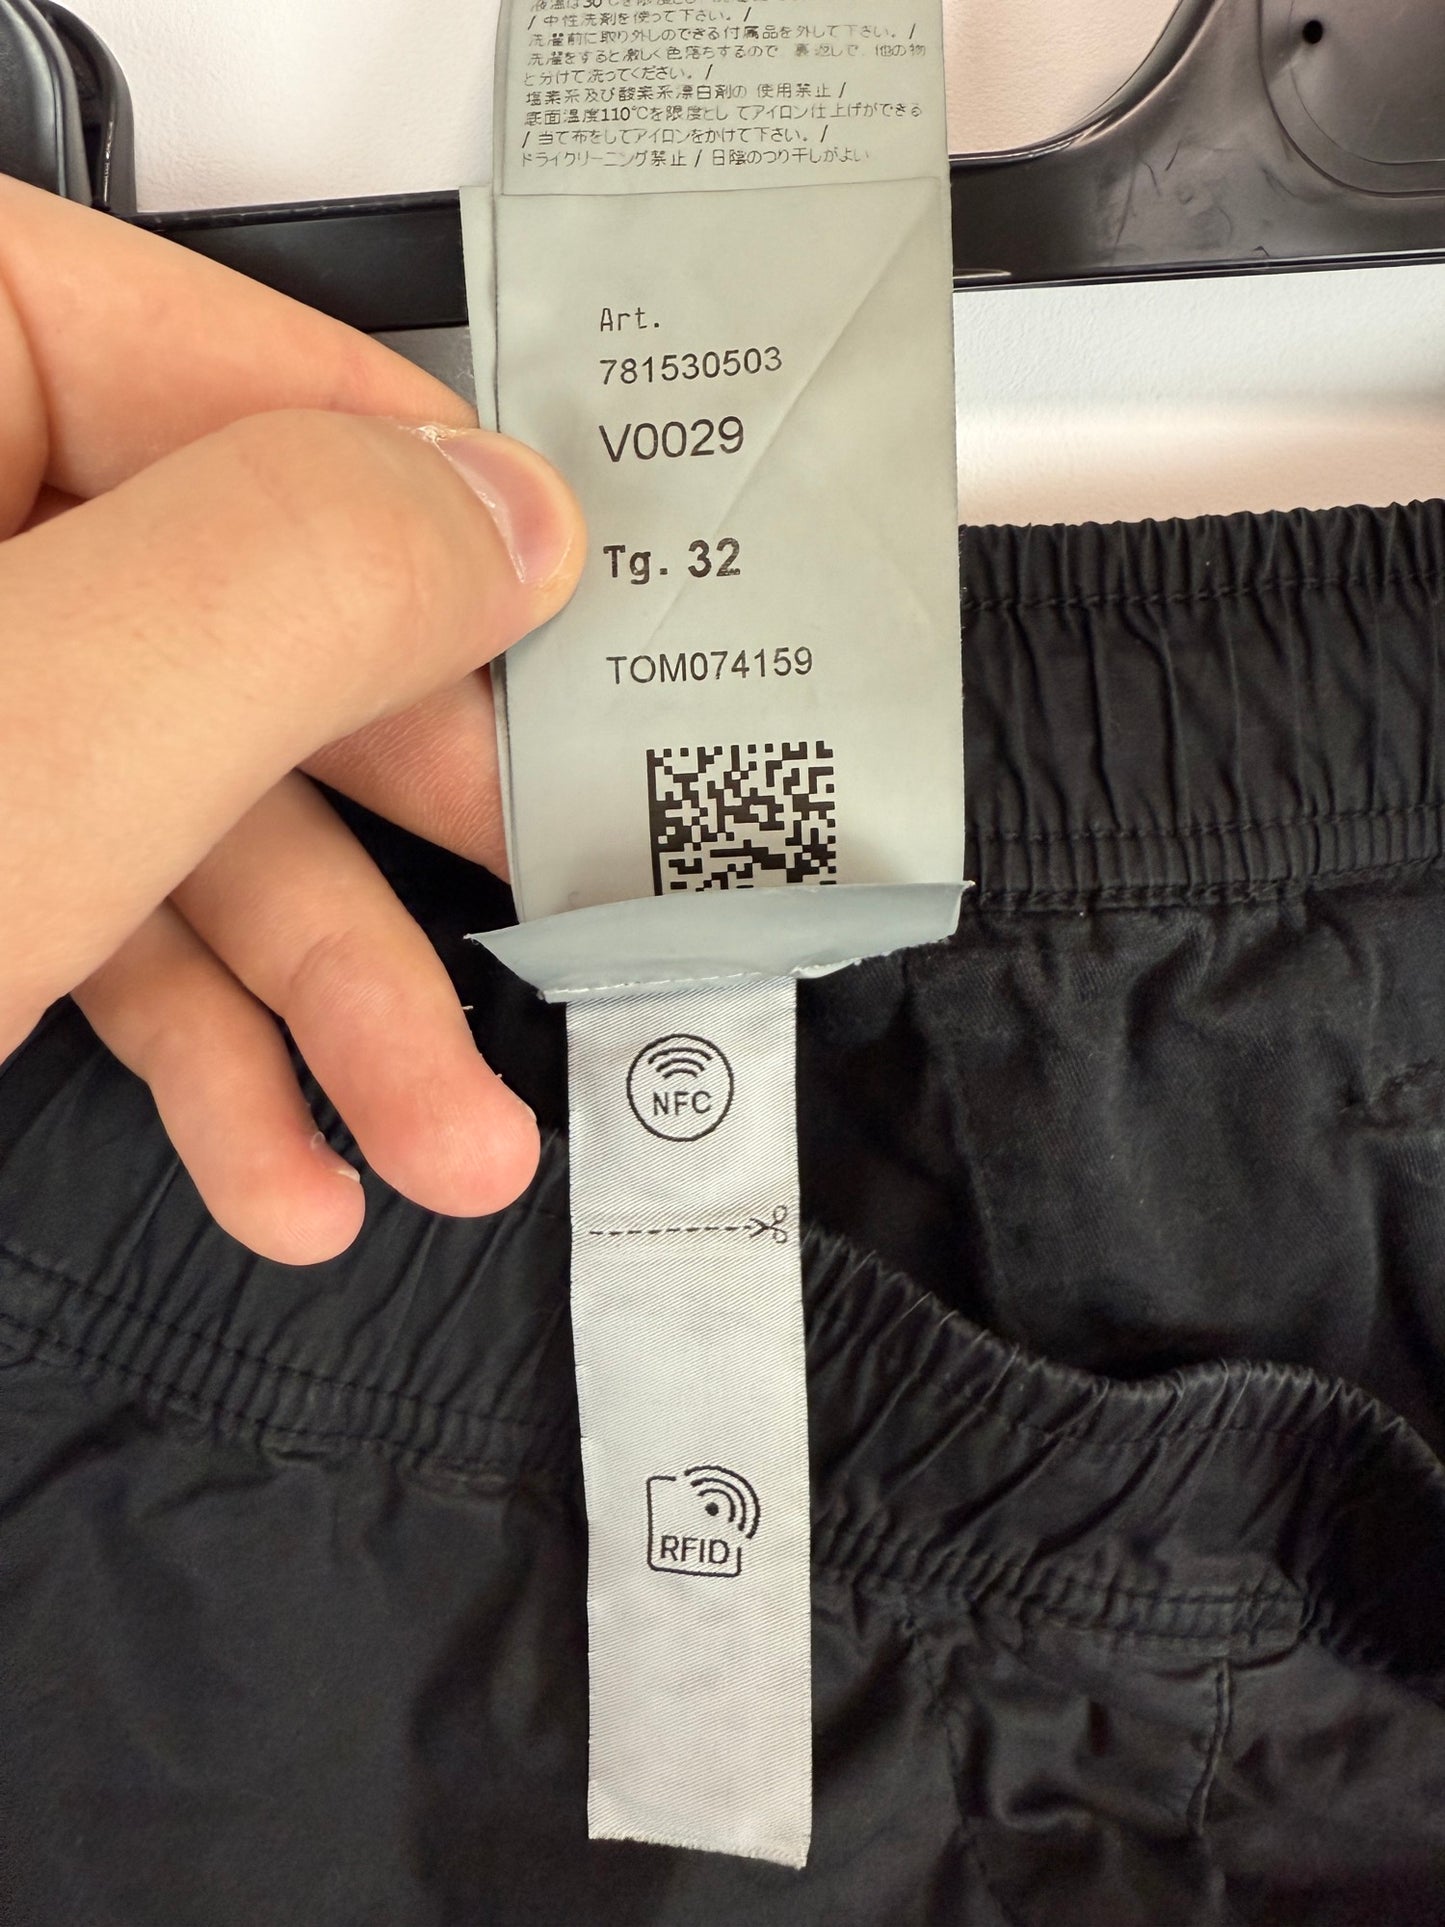 液温は30℃を限度とし
/ 中性洗剤を使って下さい。 /
洗濯前に取り外しのできる付属品を外して下さい。 /
洗濯をすると激しく色落ちするので 裏返しで、他の物
と分けて洗ってください。 /
塩素系及び酸素系漂白剤の 使用禁止 /
底面温度110℃を限度とし てアイロン仕上げができる
/ 当て布をしてアイロンをかけて下さい。 /
ドライクリーニング禁止 / 日陰のつり干しがよい
Art.
781530503
V0029
Tg. 32
TOM074159
NFC
RFID